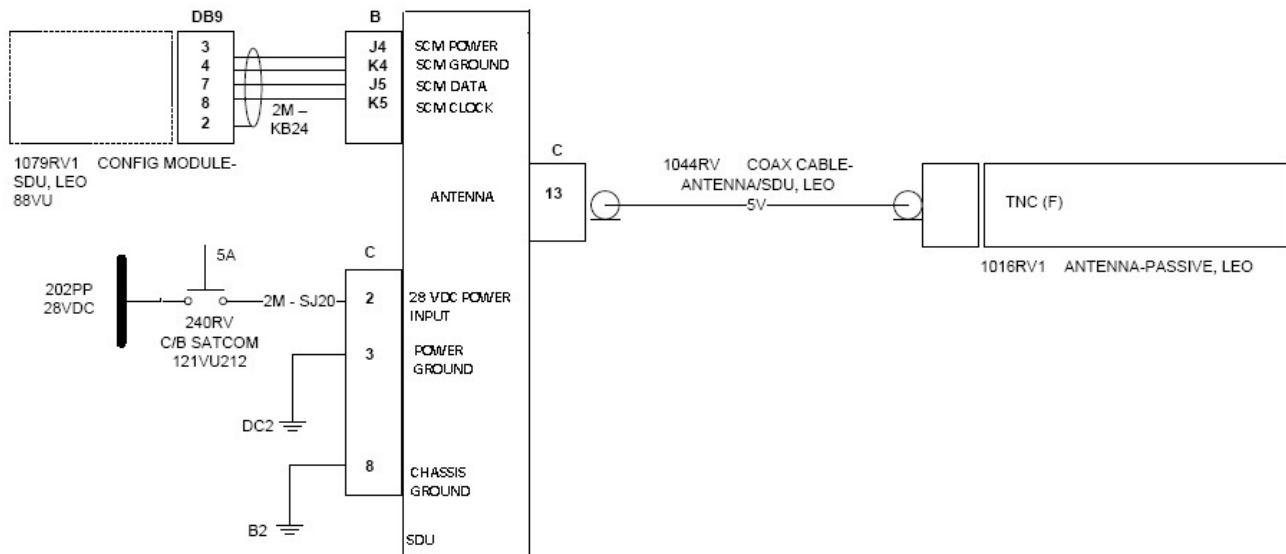 DB9
B
3
J4
SCM POWER
4
K4
SCM GROUND
7
J5
SCM DATA
8
K5
SCM CLOCK
2
2M –
KB24
1079RV1 CONFIG MODULE-
SDU, LEO
88VU
C
ANTENNA
13
1044RV COAX CABLE-
ANTENNA/SDU, LEO
5V
TNC (F)
1016RV1 ANTENNA-PASSIVE, LEO
5A
C
202PP
28VDC
2M - SJ20
2
28 VDC POWER
INPUT
240RV
C/B SATCOM
121VU212
3
POWER
GROUND
DC2
8
CHASSIS
GROUND
B2
SDU